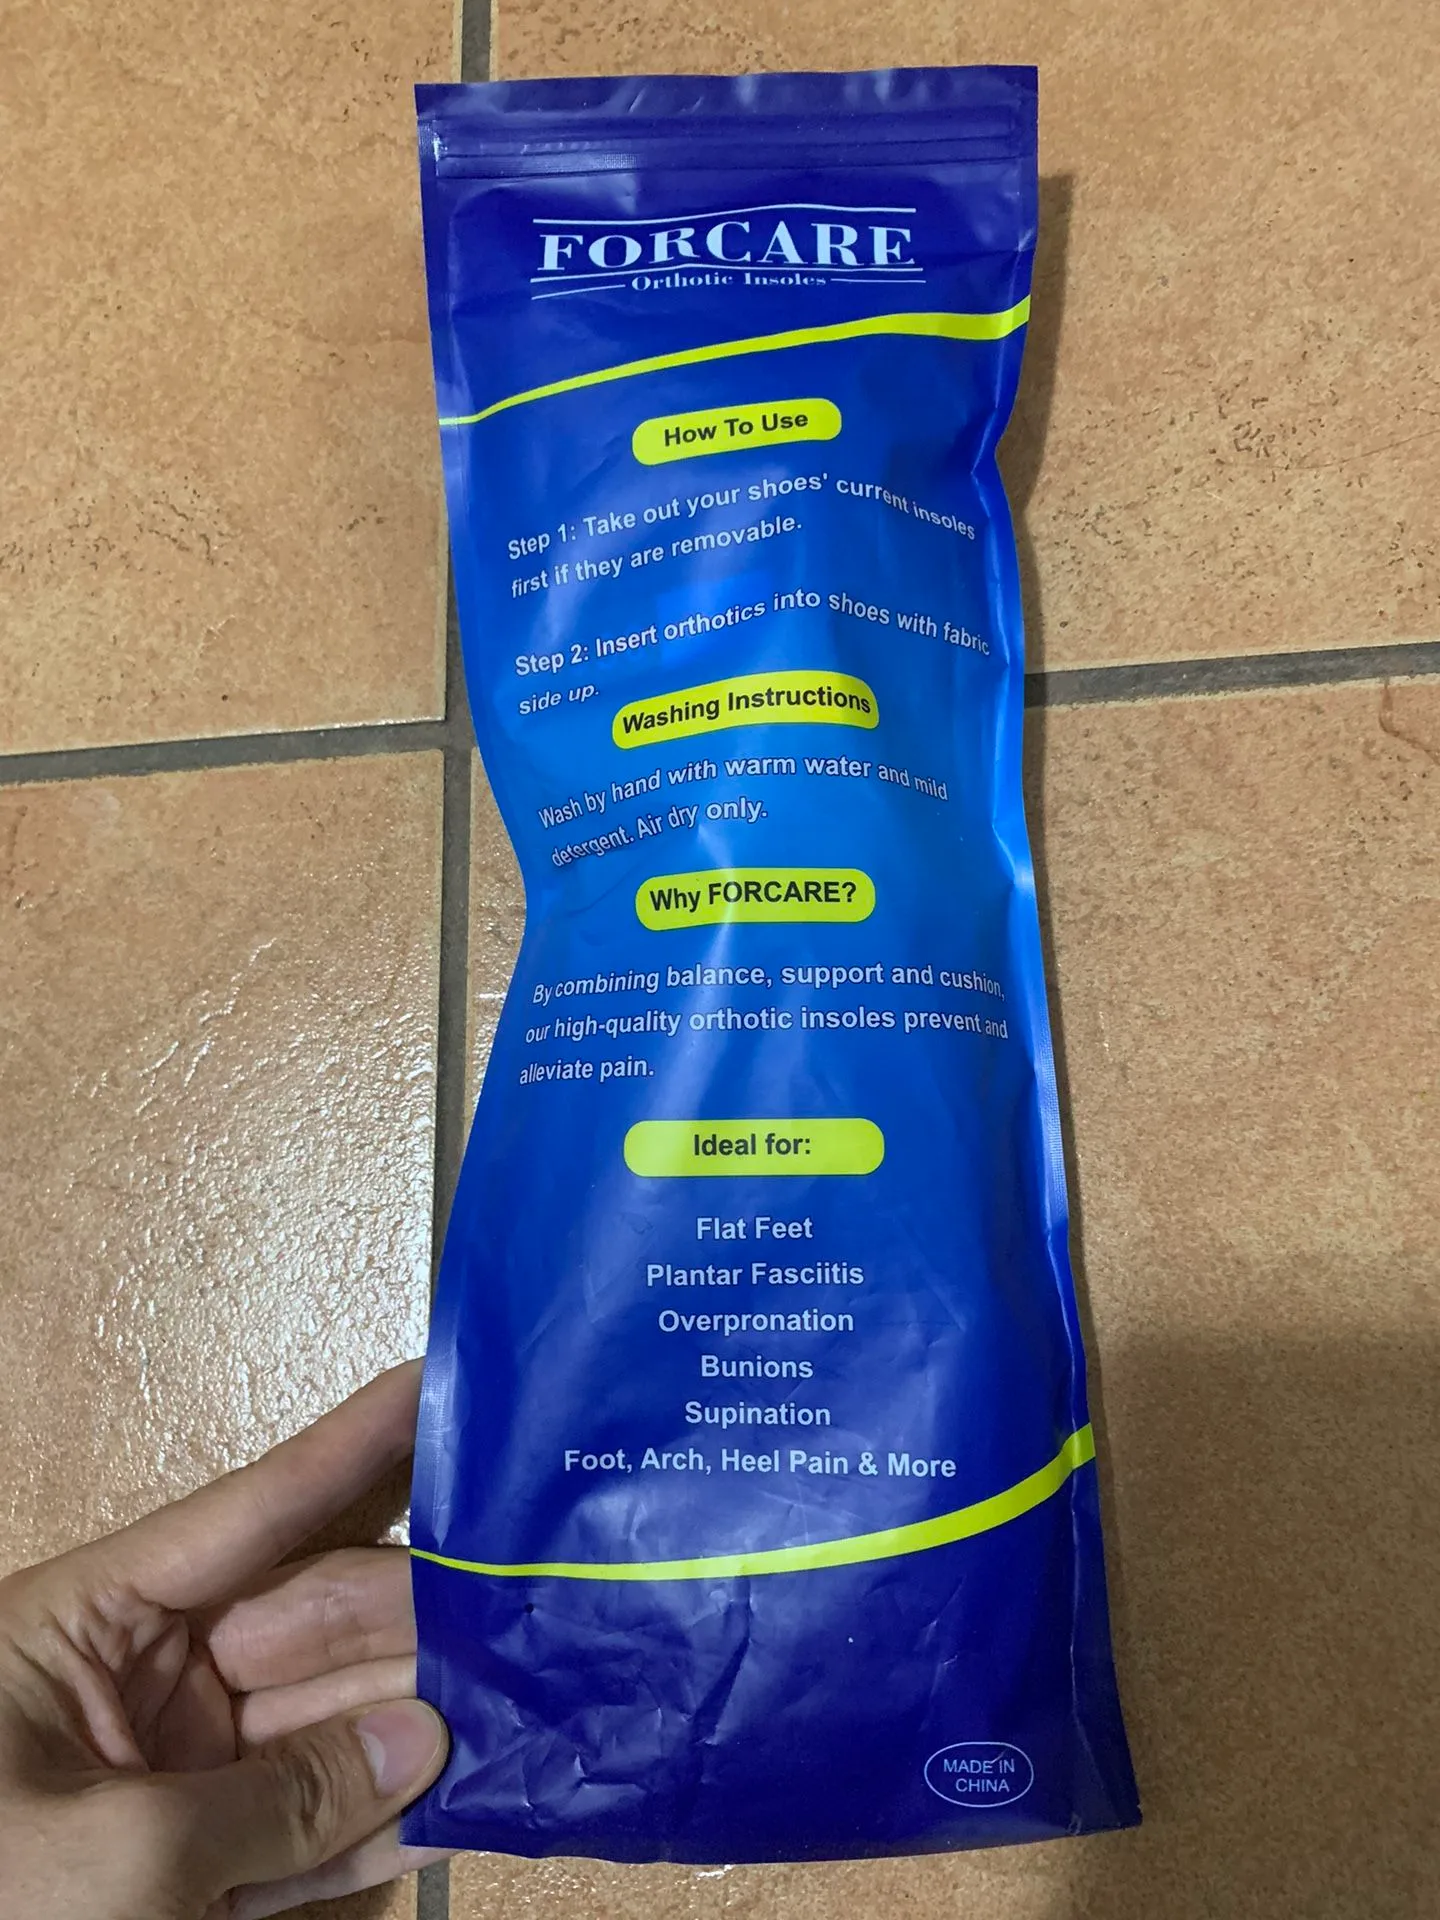 FORCARE
Orthotic Insoles
How To Use
Step 1: Take out your shoes' current insoles
first if they are removable.
Step 2: Insert orthotics into shoes with fabric
side up.
Washing Instructions
Wash by hand with warm water and mild
detergent. Air dry only.
Why FORCARE?
By combining balance, support and cushion,
our high-quality orthotic insoles prevent and
alleviate pain.
Ideal for:
Flat Feet
Plantar Fasciitis
Overpronation
Bunions
Supination
Foot, Arch, Heel Pain & More
MADE IN
CHINA